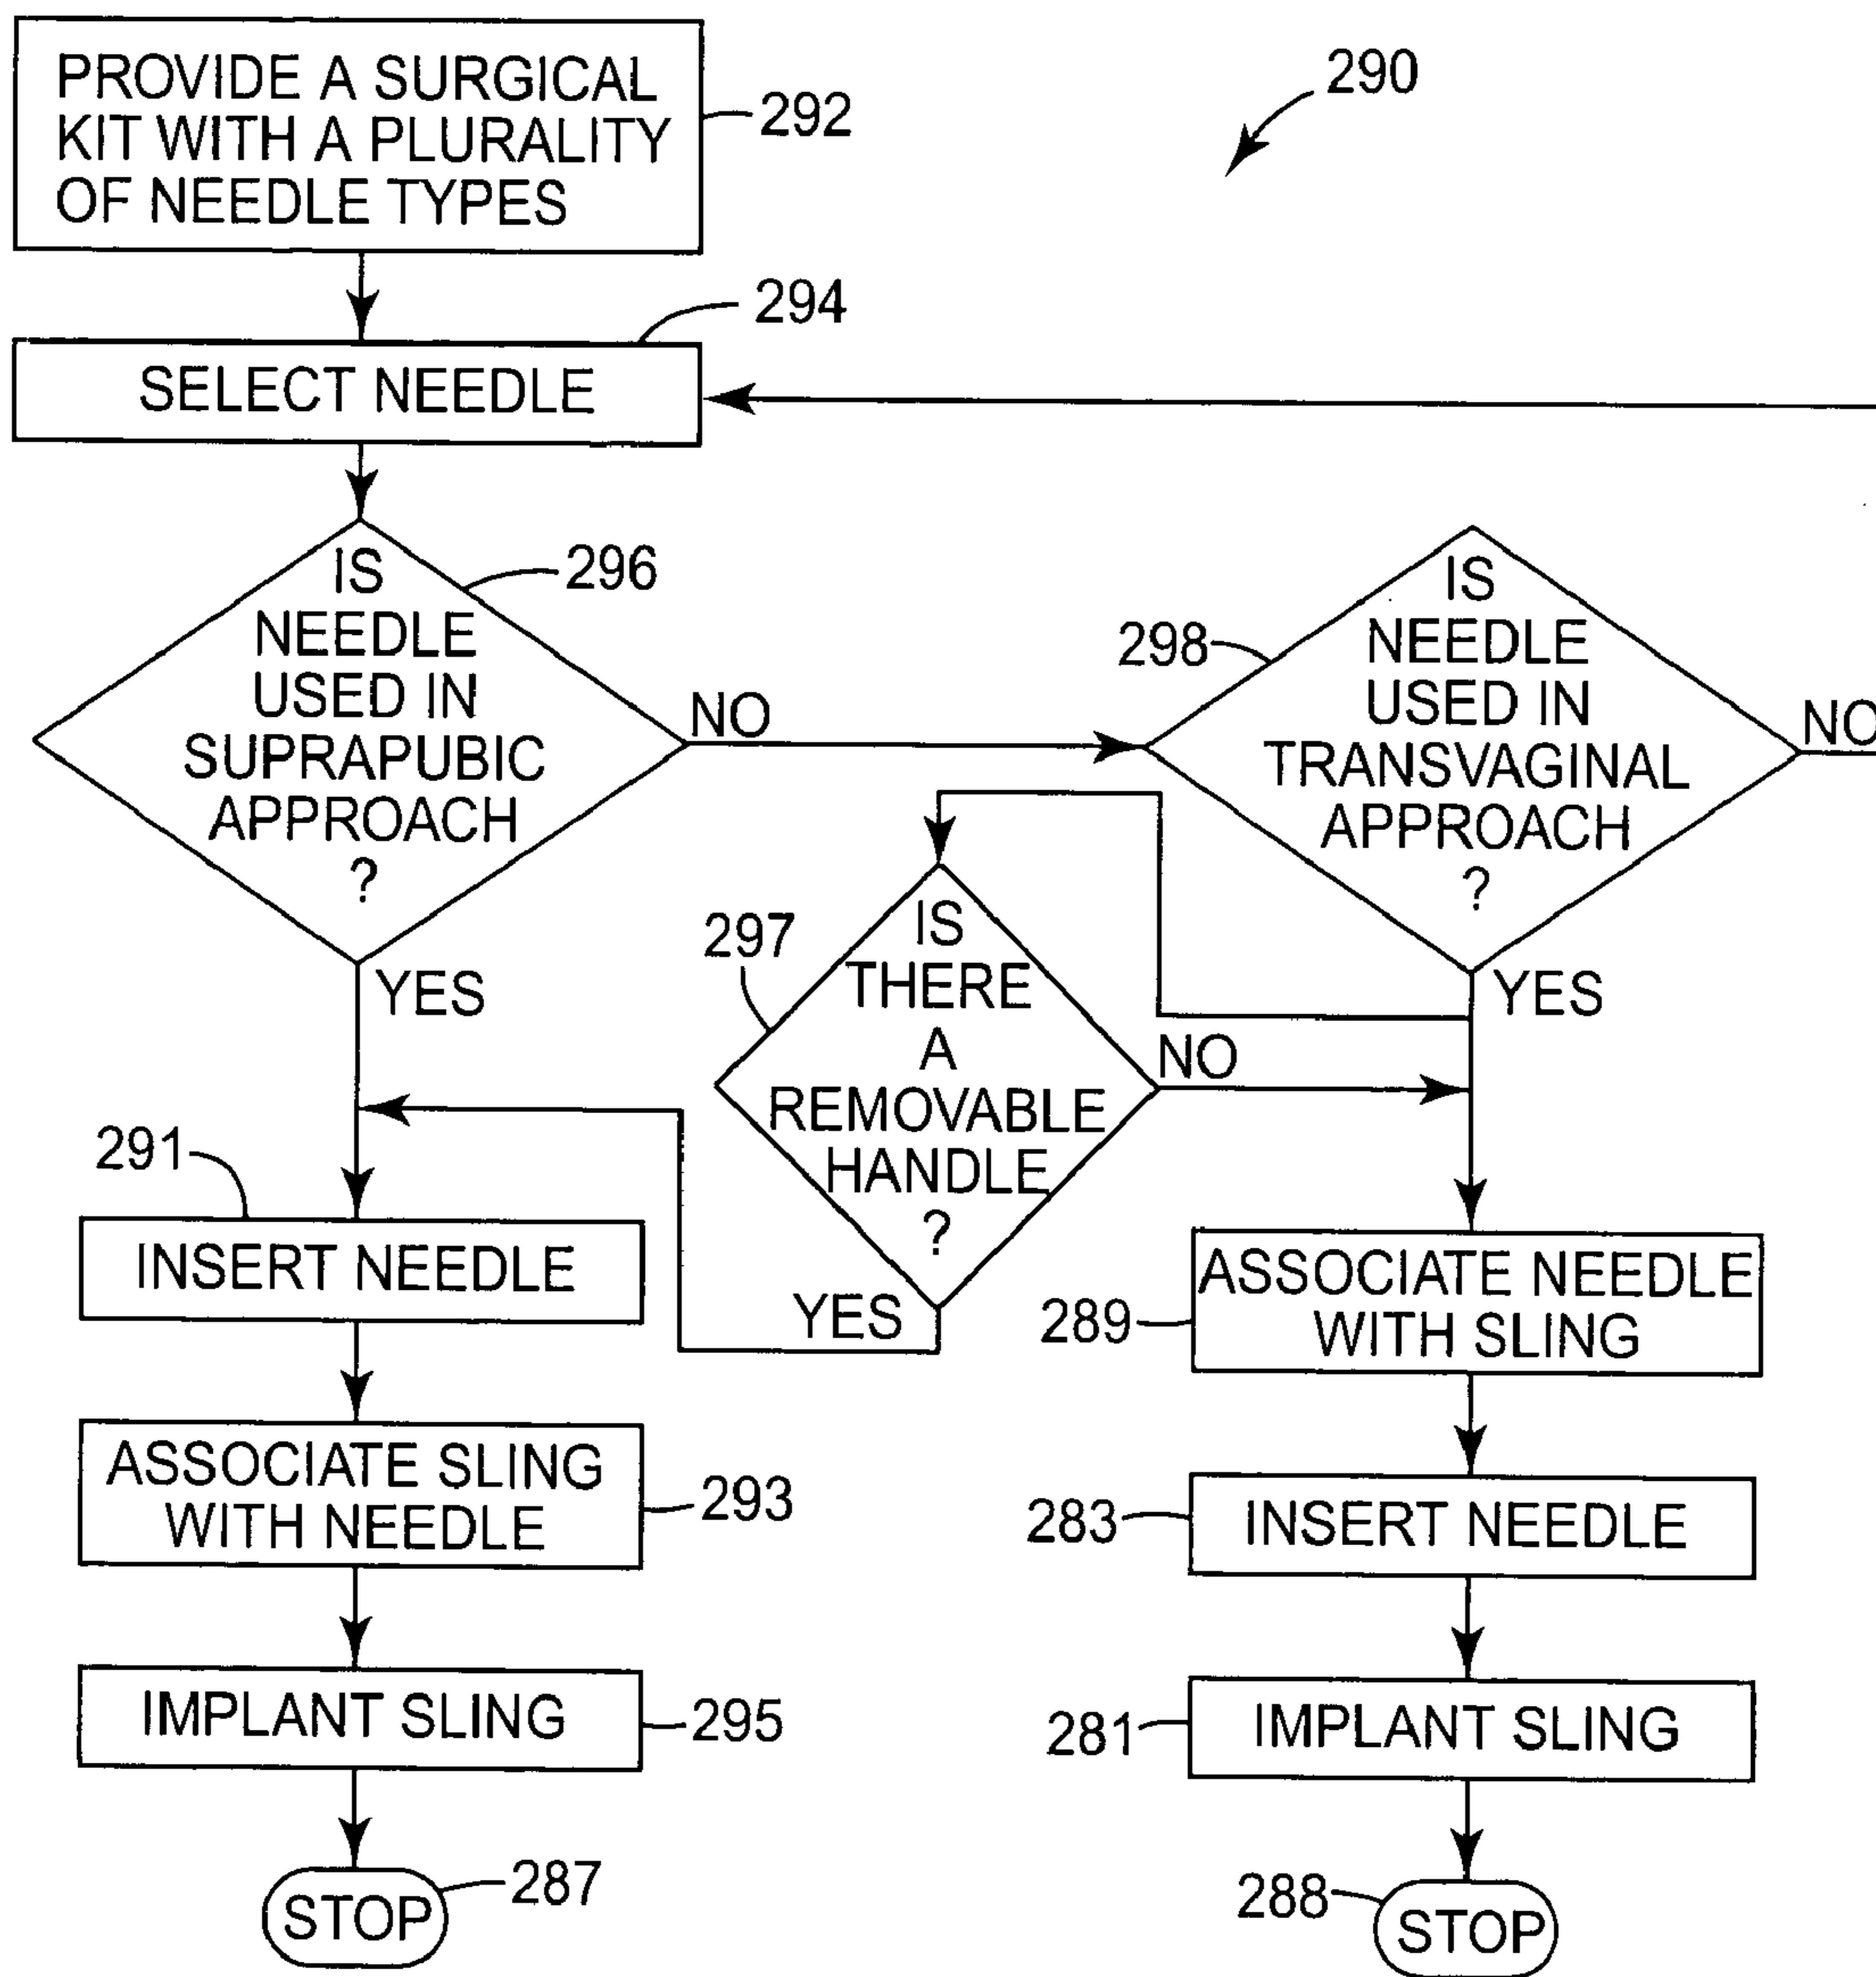 PROVIDE A SURGICAL
KIT WITH A PLURALITY
OF NEEDLE TYPES
292
290
294
SELECT NEEDLE
296
IS
NEEDLE
USED IN
SUPRAPUBIC
APPROACH
?
NO
YES
298
IS
NEEDLE
USED IN
TRANSVAGINAL
APPROACH
?
NO
YES
297
IS
THERE
A
REMOVABLE
HANDLE
?
NO
YES
291
INSERT NEEDLE
ASSOCIATE SLING
WITH NEEDLE
293
IMPLANT SLING
295
STOP
287
289
ASSOCIATE NEEDLE
WITH SLING
283
INSERT NEEDLE
281
IMPLANT SLING
288
STOP